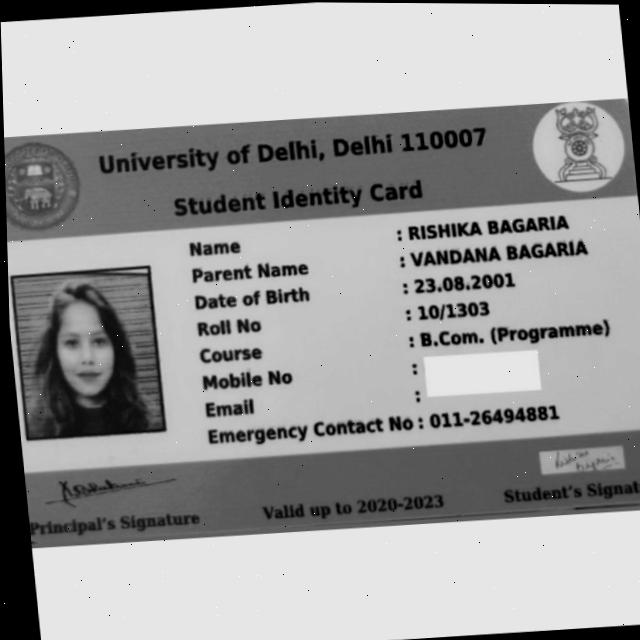 University of Delhi, Delhi 110007
Student Identity Card
Name : RISHIKA BAGARIA
Parent Name : VANDANA BAGARIA
Date of Birth : 23.08.2001
Roll No : 10/1303
Course : B.Com. (Programme)
Mobile No :
Email :
Emergency Contact No : 011-26494881
Principal's Signature
Valid up to 2020-2023
Student's Signat